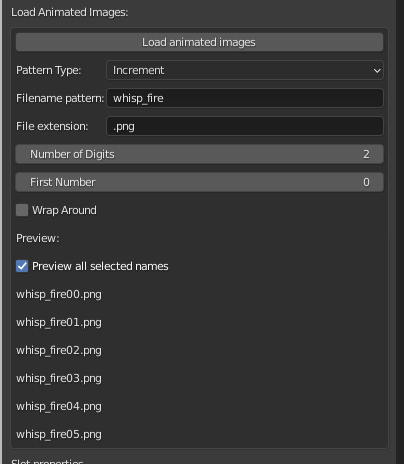 Load Animated Images:
Load animated images
Pattern Type: Increment
Filename pattern: whisp_fire
File extension: .png
Number of Digits 2
First Number 0
Wrap Around
Preview:
Preview all selected names
whisp_fire00.png
whisp_fire01.png
whisp_fire02.png
whisp_fire03.png
whisp_fire04.png
whisp_fire05.png
Slot properties